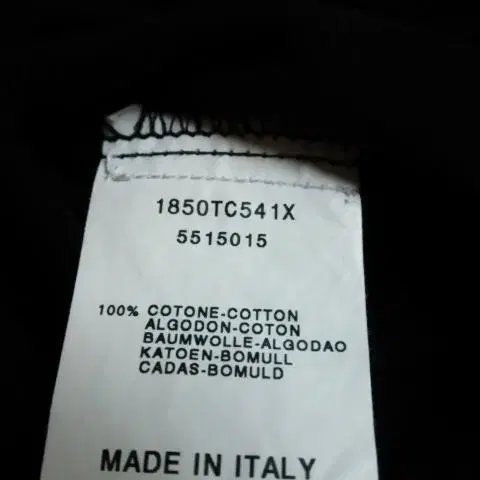 1850TC541X
5515015
100% COTONE-COTTON
ALGODON-COTON
BAUMWOLLE-ALGODAO
KATOEN-BOMULL
CADAS-BOMULD
MADE IN ITALY